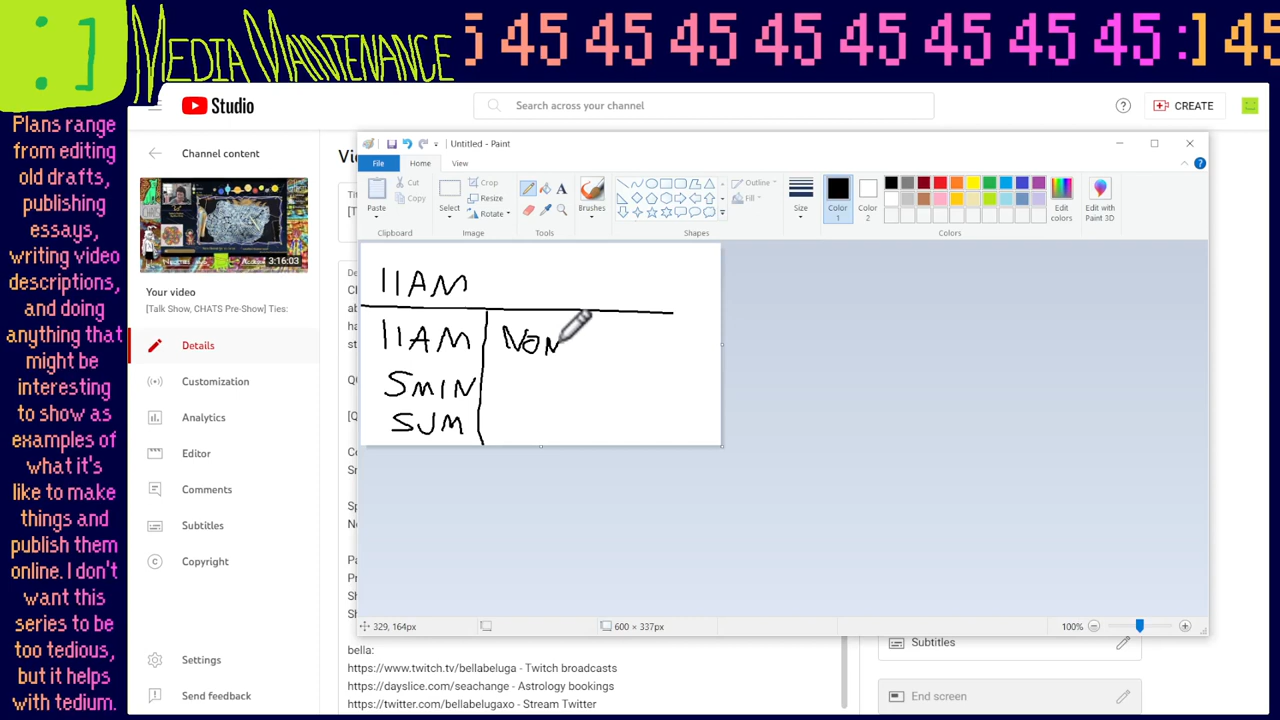 :] MEDIA MAINTENANCE
:] 45 45 45 45 45 45 45 45 :] 45
Plans range
from editing
old drafts,
publishing
essays,
writing video
descriptions,
and doing
anything that
might be
interesting
to show as
examples of
what it's
like to make
things and
publish them
online. I don't
want this
series to be
too tedious,
but it helps
with tedium.
Studio
Search across your channel
CREATE
Channel content
3:16:03
Your video
[Talk Show, CHATS Pre-Show] Ties:
Details
Customization
Analytics
Editor
Comments
Subtitles
Copyright
Settings
Send feedback
Untitled - Paint
File Home View
Paste
Cut
Copy
Clipboard
Select
Crop
Resize
Rotate
Image
Tools
Brushes
Outline
Fill
Shapes
Size
Color
1
Color
2
Edit
colors
Colors
Edit with
Paint 3D
11AM
11AM NON
5MIN
SUM
329, 164px
600 × 337px
100%
bella:
https://www.twitch.tv/bellabeluga - Twitch broadcasts
https://dayslice.com/seachange - Astrology bookings
https://twitter.com/bellabelugaxo - Stream Twitter
Subtitles
End screen